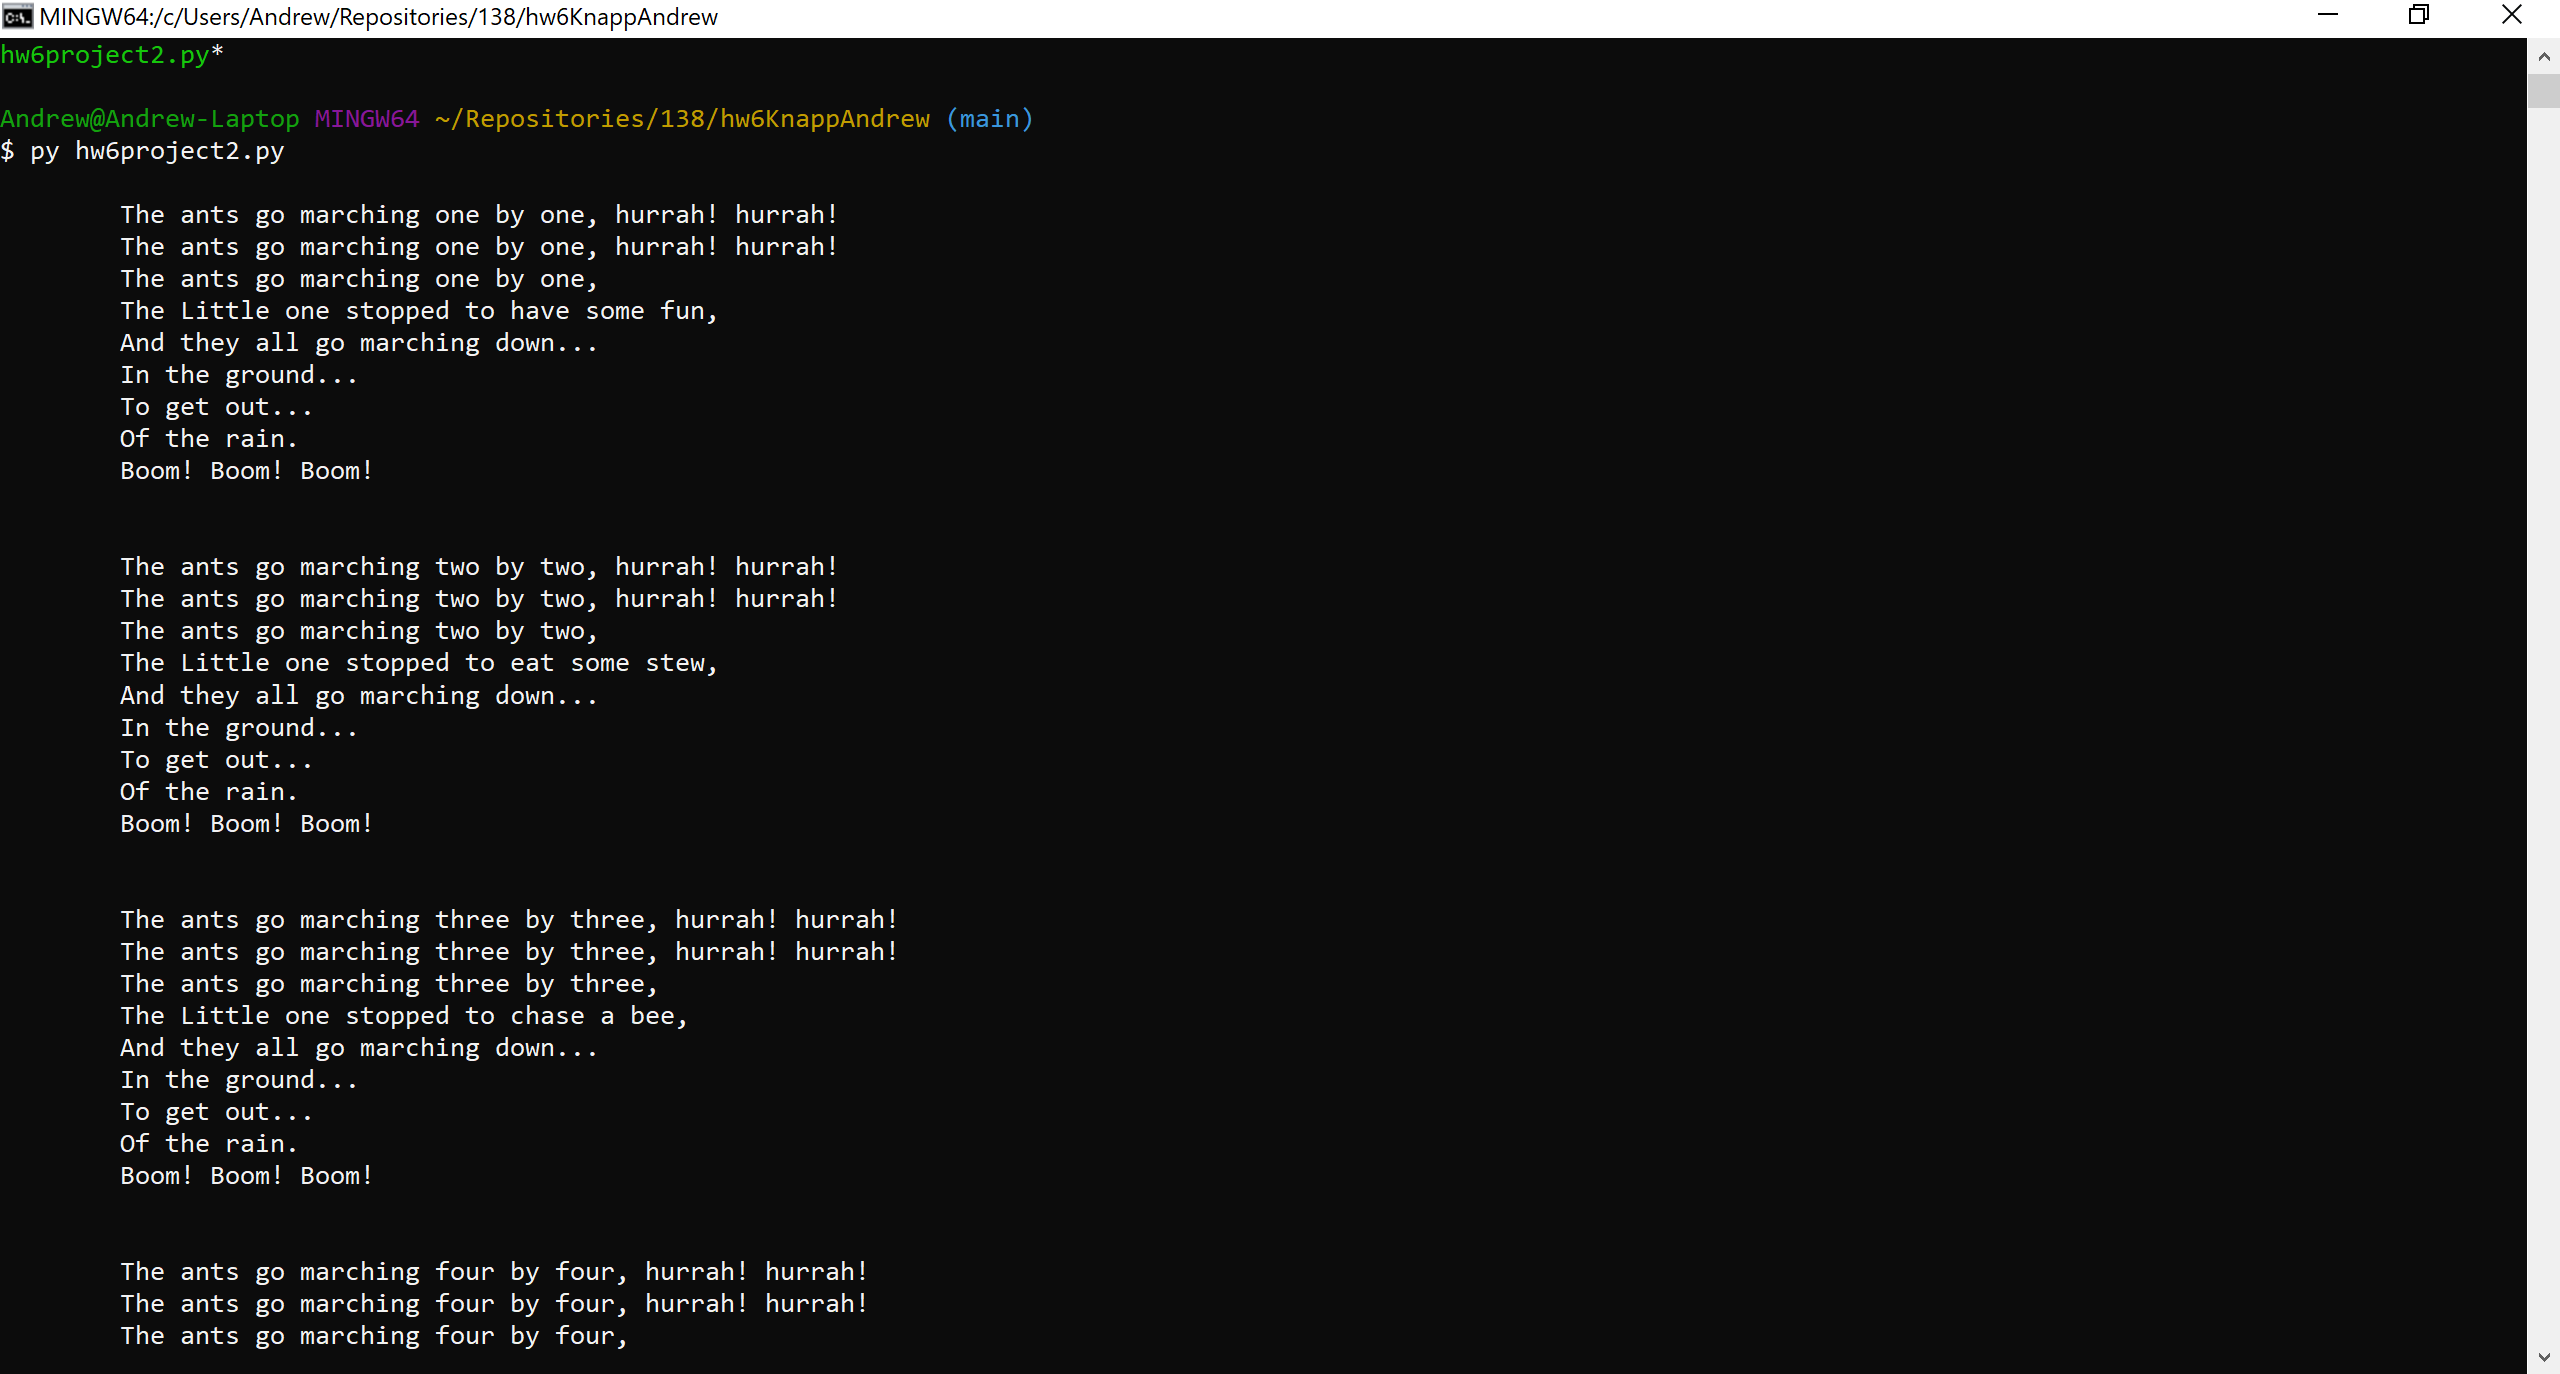 MINGW64:/c/Users/Andrew/Repositories/138/hw6KnappAndrew
hw6project2.py*
Andrew@Andrew-Laptop MINGW64 ~/Repositories/138/hw6KnappAndrew (main)
$ py hw6project2.py
The ants go marching one by one, hurrah! hurrah!
The ants go marching one by one, hurrah! hurrah!
The ants go marching one by one,
The Little one stopped to have some fun,
And they all go marching down...
In the ground...
To get out...
Of the rain.
Boom! Boom! Boom!
The ants go marching two by two, hurrah! hurrah!
The ants go marching two by two, hurrah! hurrah!
The ants go marching two by two,
The Little one stopped to eat some stew,
And they all go marching down...
In the ground...
To get out...
Of the rain.
Boom! Boom! Boom!
The ants go marching three by three, hurrah! hurrah!
The ants go marching three by three, hurrah! hurrah!
The ants go marching three by three,
The Little one stopped to chase a bee,
And they all go marching down...
In the ground...
To get out...
Of the rain.
Boom! Boom! Boom!
The ants go marching four by four, hurrah! hurrah!
The ants go marching four by four, hurrah! hurrah!
The ants go marching four by four,